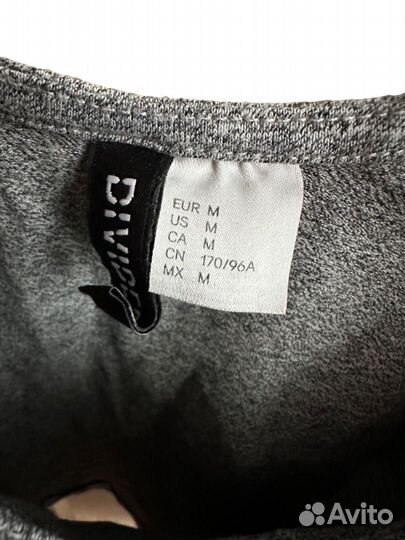 DIVIDED
EUR M
US M
CA M
CN 170/96A
MX M
Avito